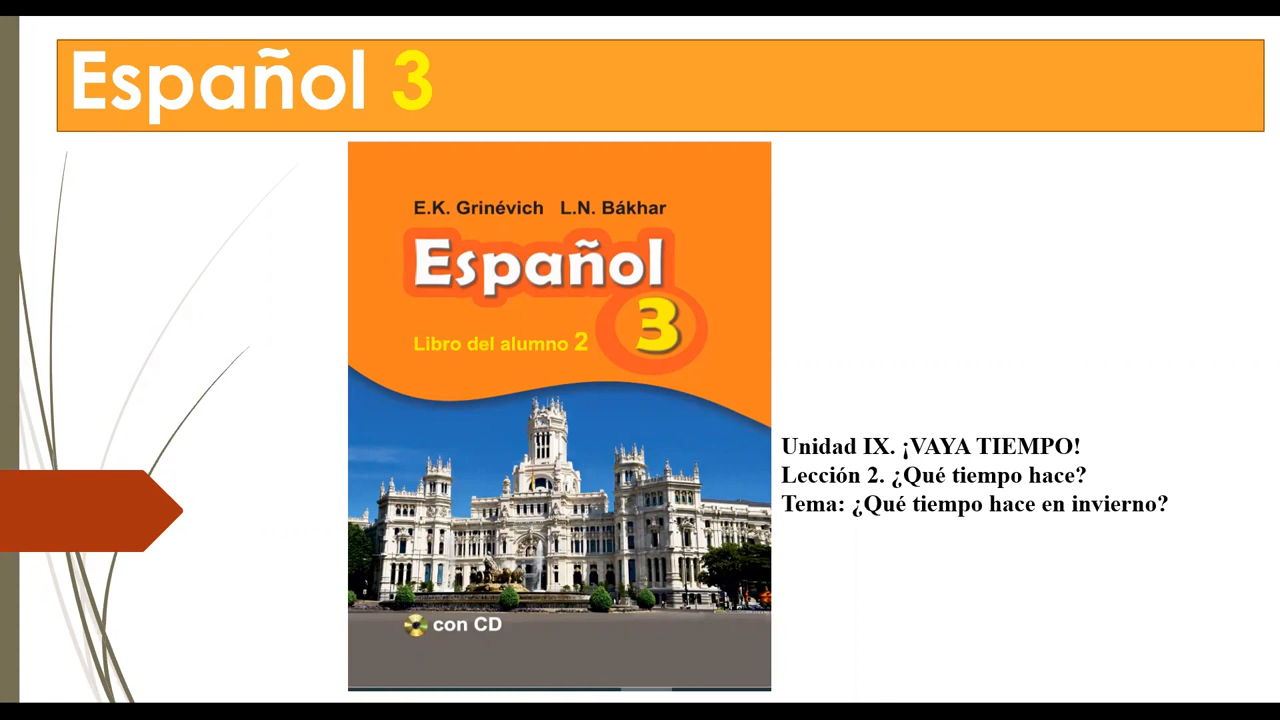 Español 3
E.K. Grinévich L.N. Bákhar
Español
3
Libro del alumno 2
con CD
Unidad IX. ¡VAYA TIEMPO!
Lección 2. ¿Qué tiempo hace?
Tema: ¿Qué tiempo hace en invierno?